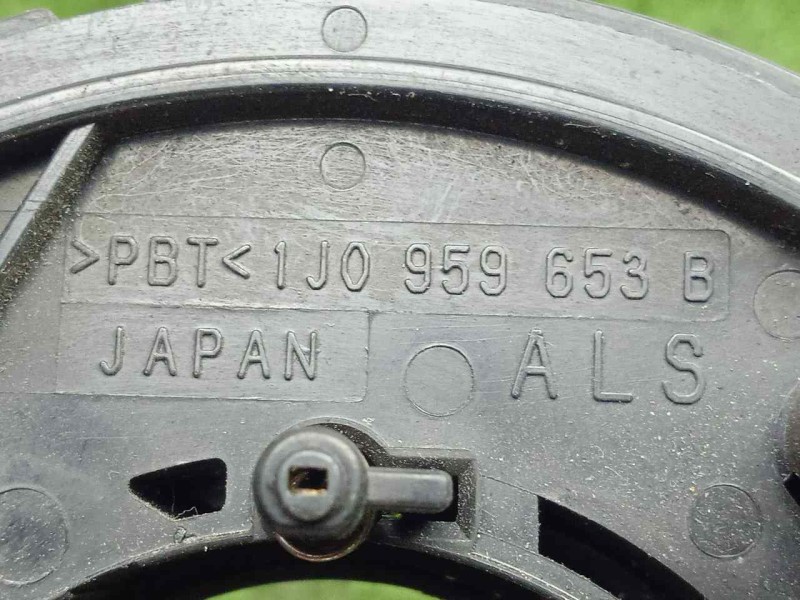 >PBT< 1J0 959 653 B
JAPAN ALS